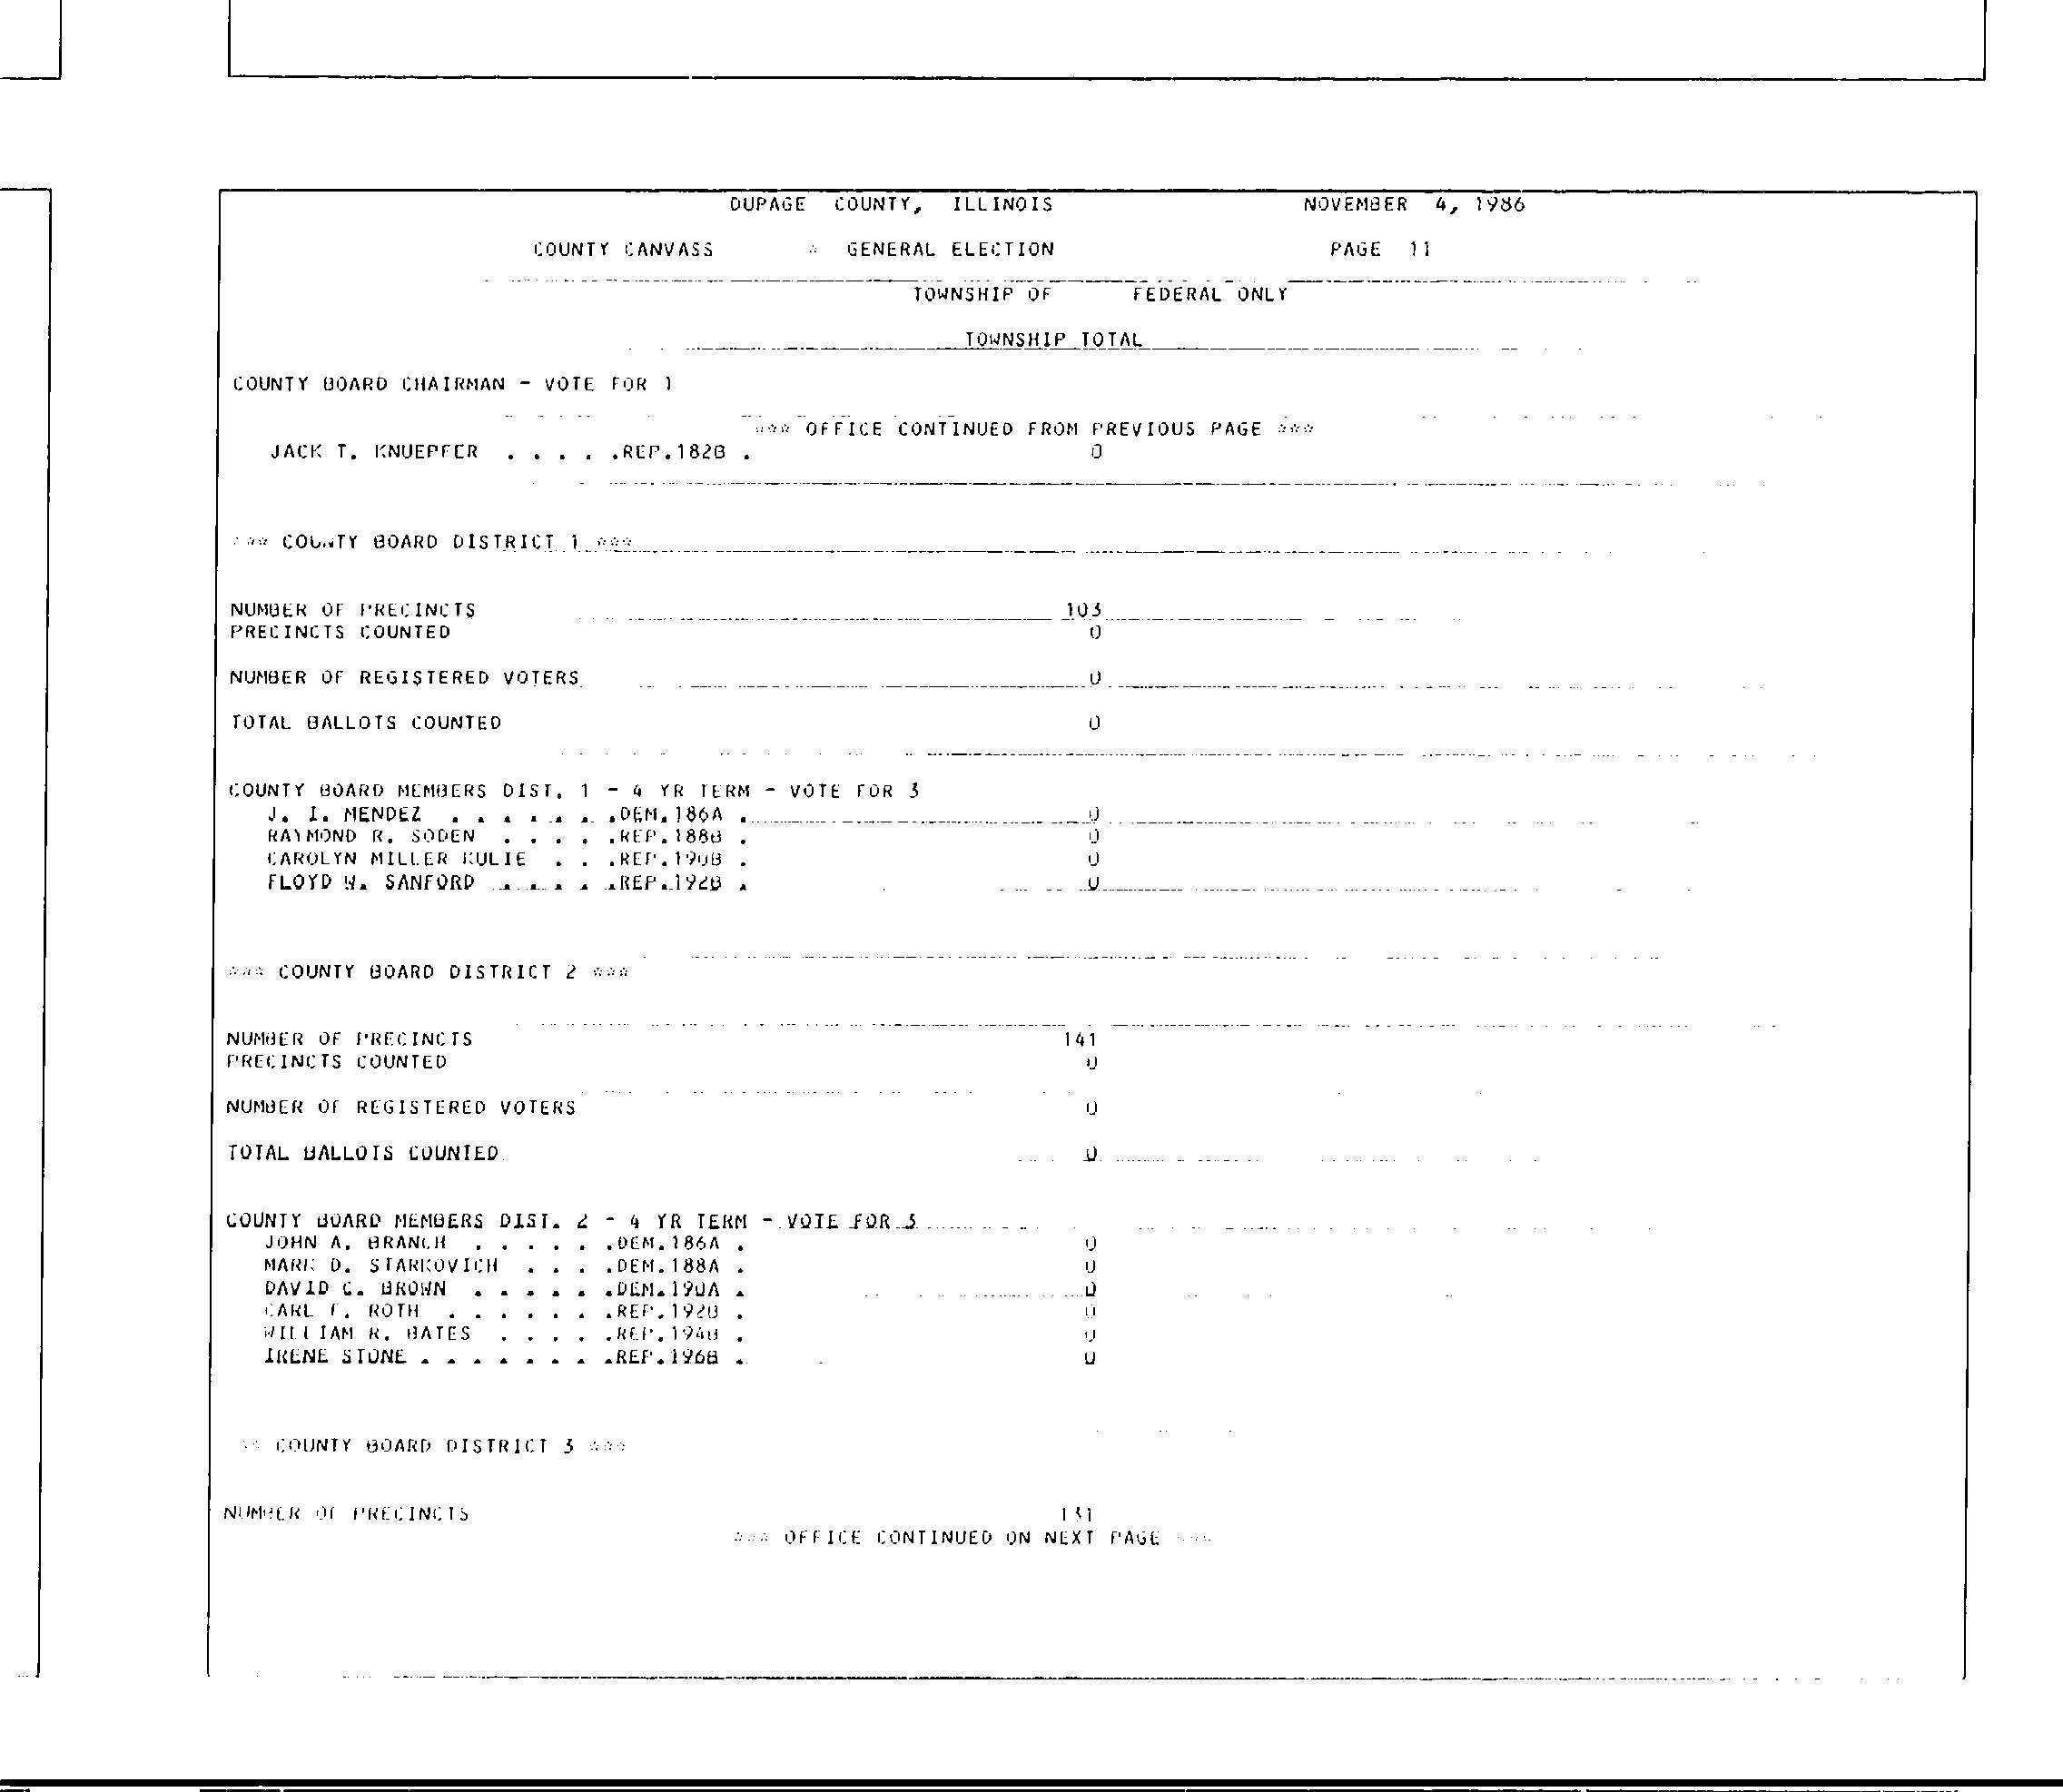 DUPAGE COUNTY, ILLINOIS NOVEMBER 4, 1986
COUNTY CANVASS * GENERAL ELECTION PAGE 11
TOWNSHIP OF FEDERAL ONLY
TOWNSHIP TOTAL
COUNTY BOARD CHAIRMAN - VOTE FOR 1
*** OFFICE CONTINUED FROM PREVIOUS PAGE ***
JACK T. KNUEPFER . . . . .REP.182B . 0
*** COUNTY BOARD DISTRICT 1 ***
NUMBER OF PRECINCTS 103
PRECINCTS COUNTED 0
NUMBER OF REGISTERED VOTERS 0
TOTAL BALLOTS COUNTED 0
COUNTY BOARD MEMBERS DIST. 1 - 4 YR TERM - VOTE FOR 3
J. I. MENDEZ . . . . . . .DEM.186A . 0
RAYMOND R. SODEN . . . . .REP.188B . 0
CAROLYN MILLER KULIE . . .REP.190B . 0
FLOYD W. SANFORD . . . . .REP.192B . 0
*** COUNTY BOARD DISTRICT 2 ***
NUMBER OF PRECINCTS 141
PRECINCTS COUNTED 0
NUMBER OF REGISTERED VOTERS 0
TOTAL BALLOTS COUNTED 0
COUNTY BOARD MEMBERS DIST. 2 - 4 YR TERM - VOTE FOR 3
JOHN A. BRANCH . . . . . .DEM.186A . 0
MARK D. STARKOVICH . . . .DEM.188A . 0
DAVID C. BROWN . . . . . .DEM.190A . 0
CARL F. ROTH . . . . . . .REP.192B . 0
WILLIAM R. BATES . . . . .REP.194B . 0
IRENE STONE . . . . . . . .REP.196B . 0
** COUNTY BOARD DISTRICT 3 ***
NUMBER OF PRECINCTS 131
*** OFFICE CONTINUED ON NEXT PAGE ***